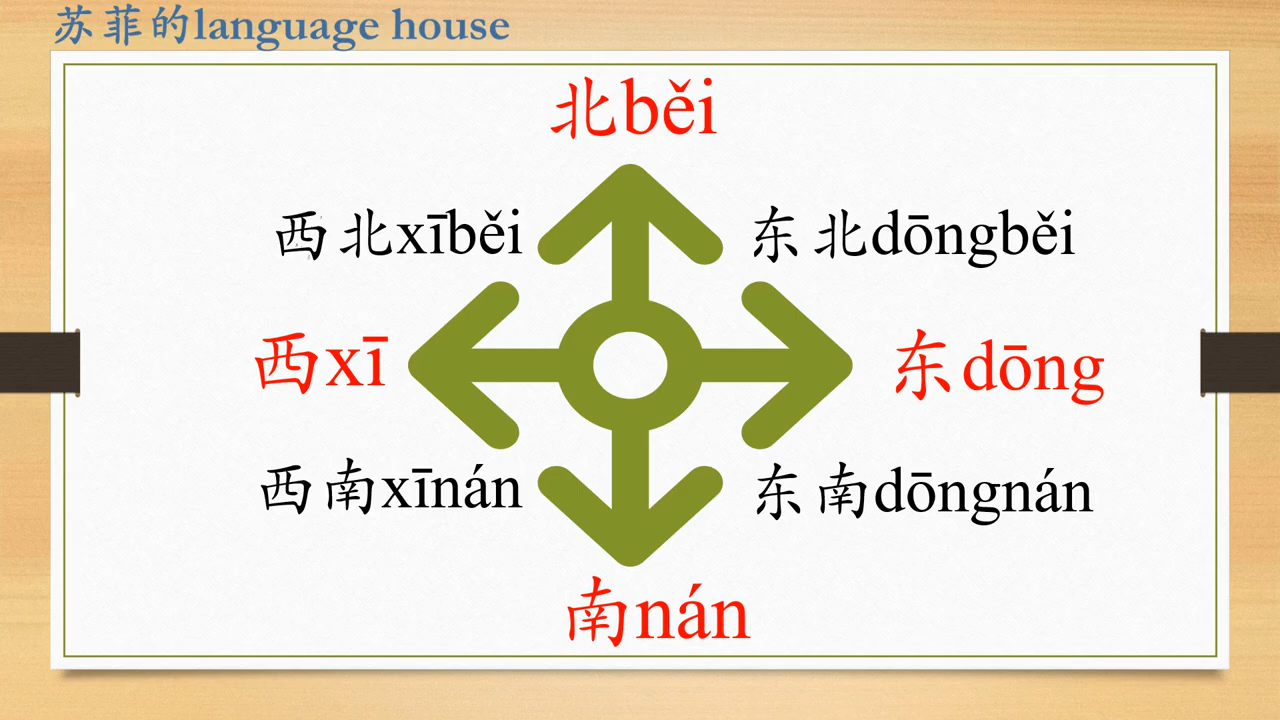 苏菲的language house
北běi
西北xīběi
东北dōngběi
西xī
东dōng
西南xīnán
东南dōngnán
南nán